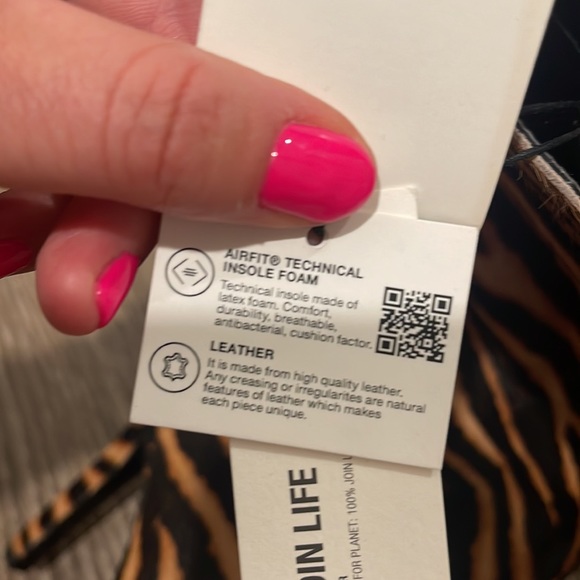 AIRFIT® TECHNICAL
INSOLE FOAM
Technical insole made of
latex foam. Comfort,
durability, breathable,
antibacterial, cushion factor.
LEATHER
It is made from high quality leather.
Any creasing or irregularites are natural
features of leather which makes
each piece unique.
OIN LIFE
FOR PLANET: 100% JOIN L